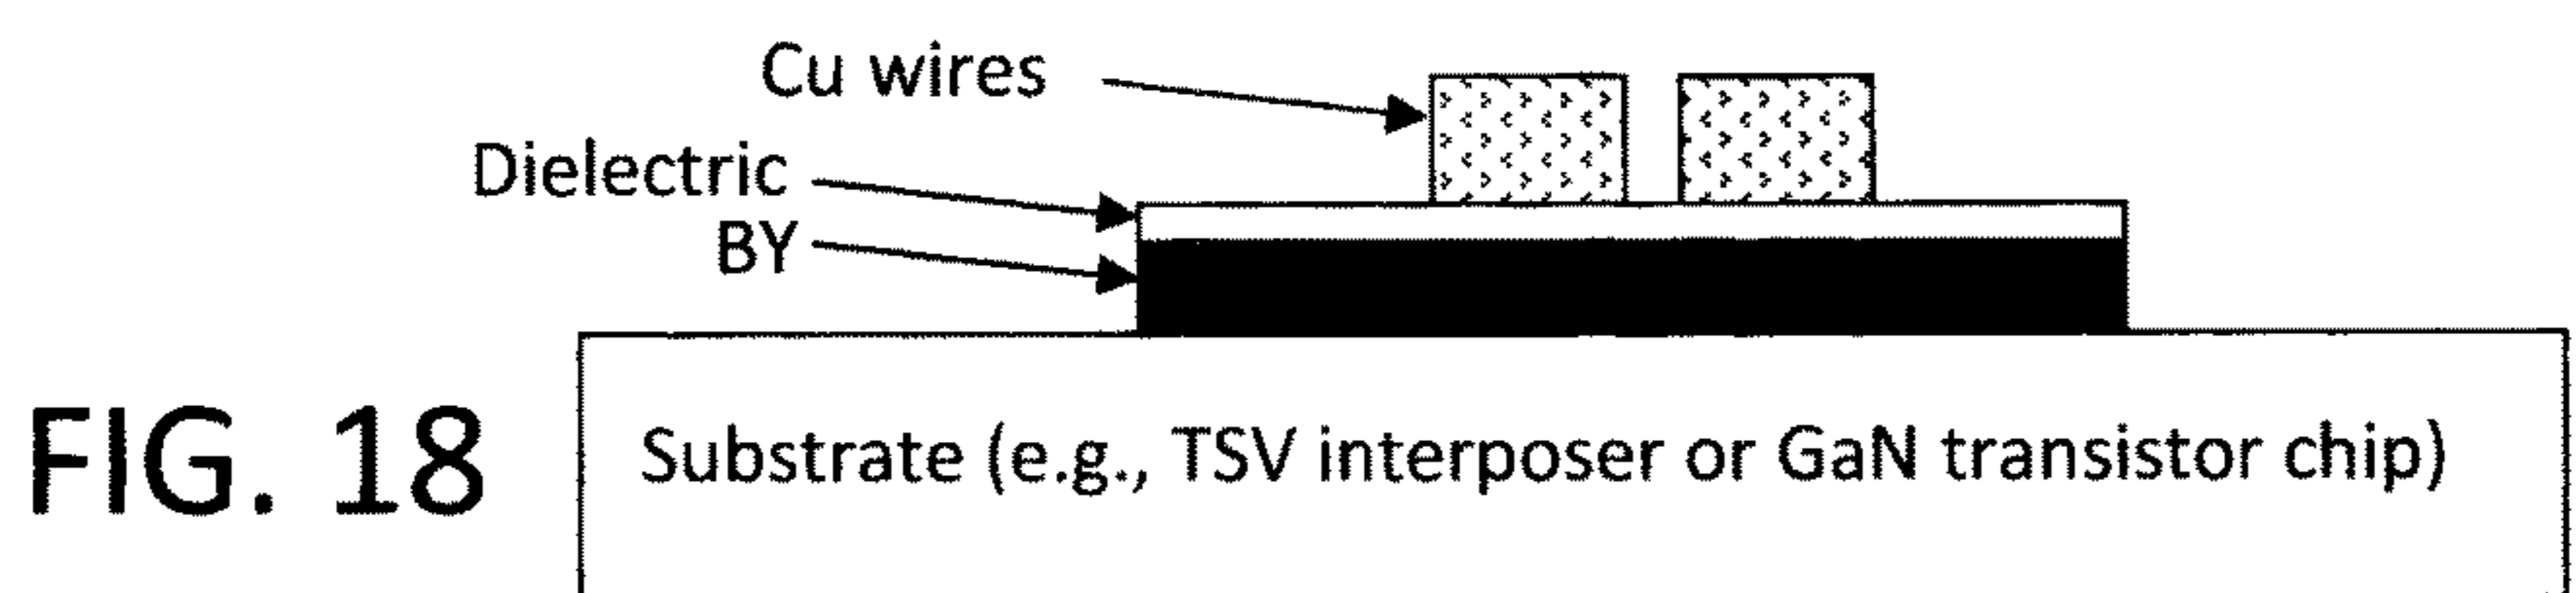 Cu wires
Dielectric
BY
FIG. 18
Substrate (e.g., TSV interposer or GaN transistor chip)